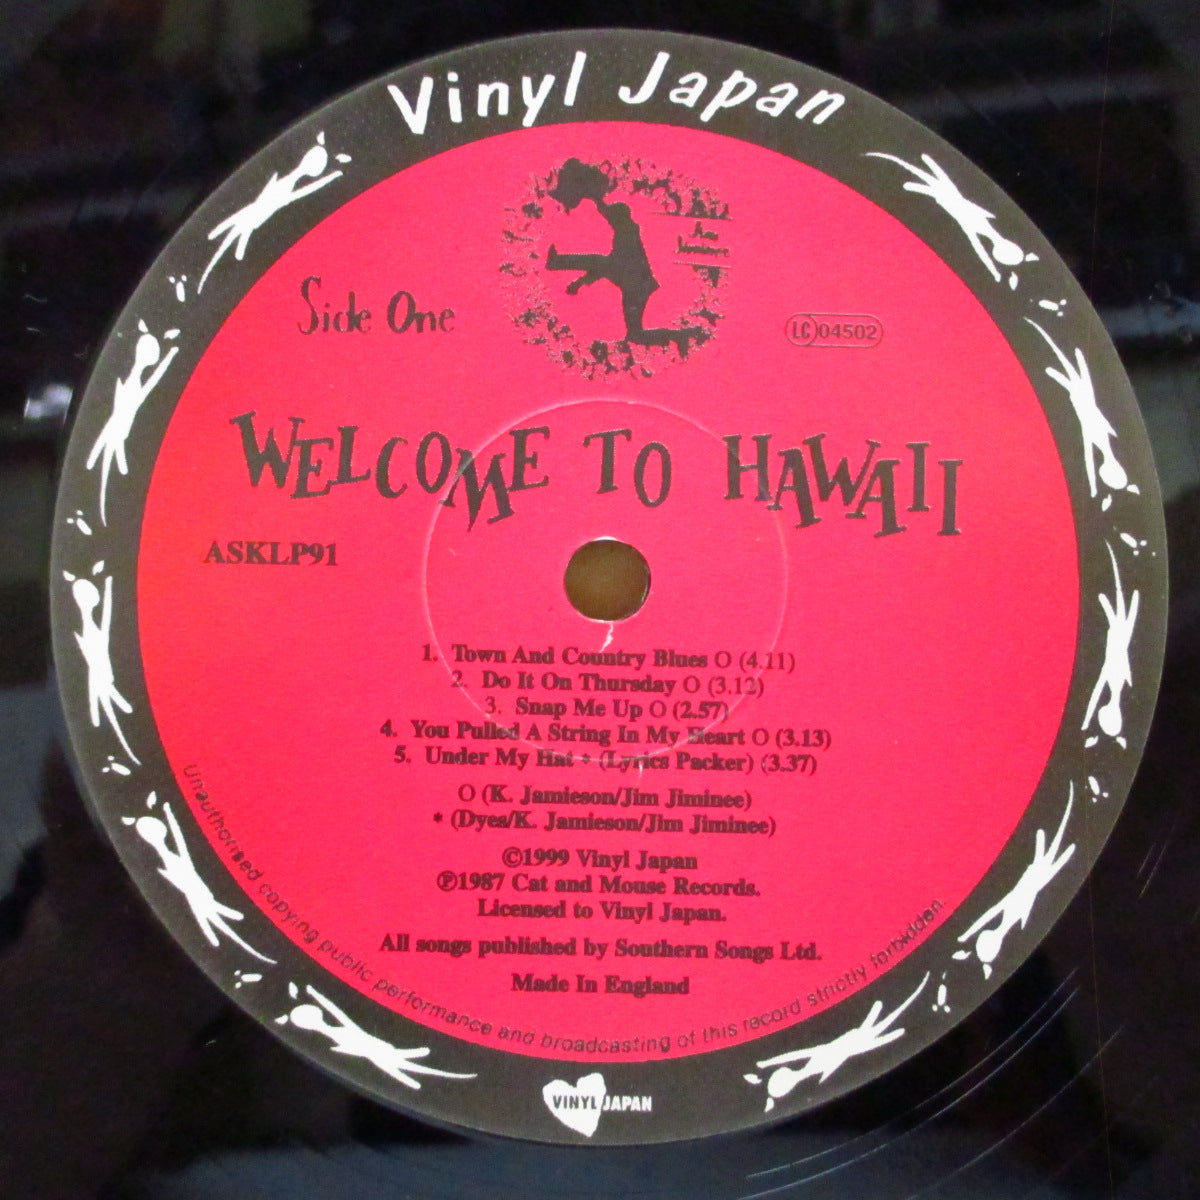 Vinyl Japan
Side One
LC 04502
WELCOME TO HAWAII
ASKLP91
1. Town And Country Blues O (4.11)
2. Do It On Thursday O (3.12)
3. Snap Me Up O (2.57)
4. You Pulled A String In My Heart O (3.13)
5. Under My Hat * (Lyrics Packer) (3.37)
O (K. Jamieson/Jim Jiminee)
* (Dyes/K. Jamieson/Jim Jiminee)
©1999 Vinyl Japan
℗1987 Cat and Mouse Records.
Licensed to Vinyl Japan.
All songs published by Southern Songs Ltd.
Made In England
Unauthorised copying public performance and broadcasting of this record strictly forbidden.
VINYL JAPAN